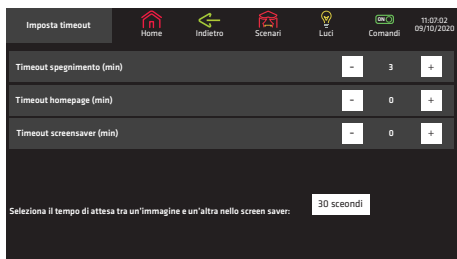 Imposta timeout
Home
Indietro
Scenari
Luci
ON
Comandi
11:07:02
09/10/2020
Timeout spegnimento (min) - 3 +
Timeout homepage (min) - 0 +
Timeout screensaver (min) - 0 +
Seleziona il tempo di attesa tra un'immagine e un'altra nello screen saver: 30 sceondi